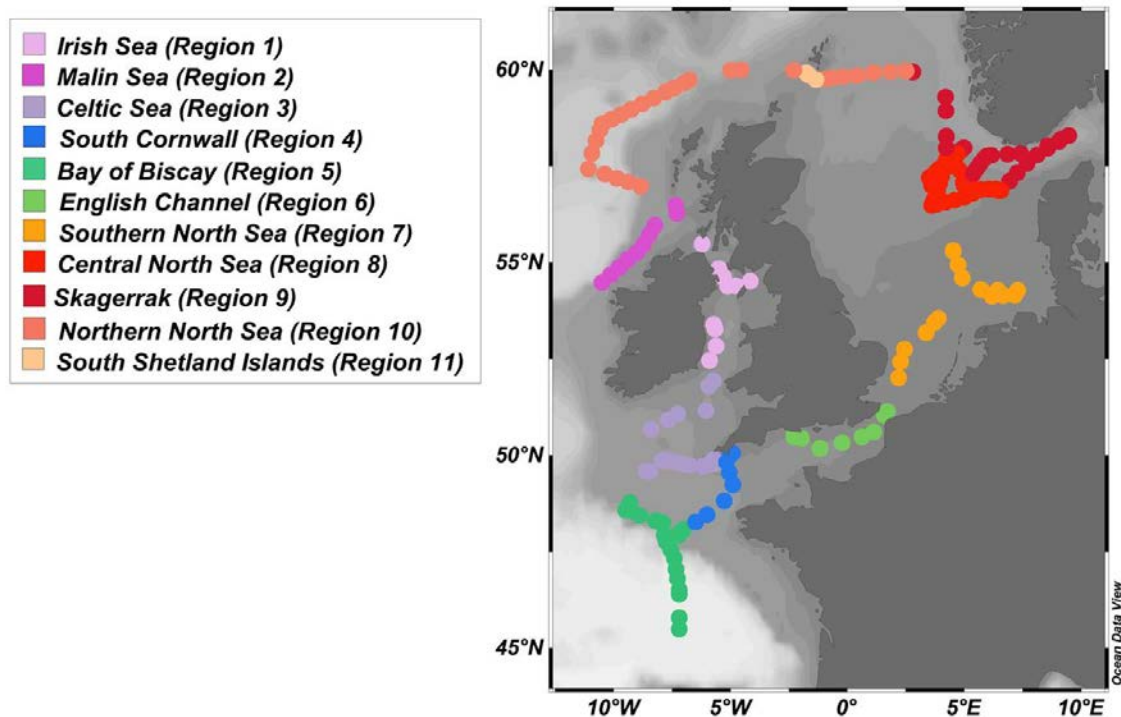 Irish Sea (Region 1)
Malin Sea (Region 2)
Celtic Sea (Region 3)
South Cornwall (Region 4)
Bay of Biscay (Region 5)
English Channel (Region 6)
Southern North Sea (Region 7)
Central North Sea (Region 8)
Skagerrak (Region 9)
Northern North Sea (Region 10)
South Shetland Islands (Region 11)
60°N
55°N
50°N
45°N
10°W
5°W
0°
5°E
10°E
Ocean Data View